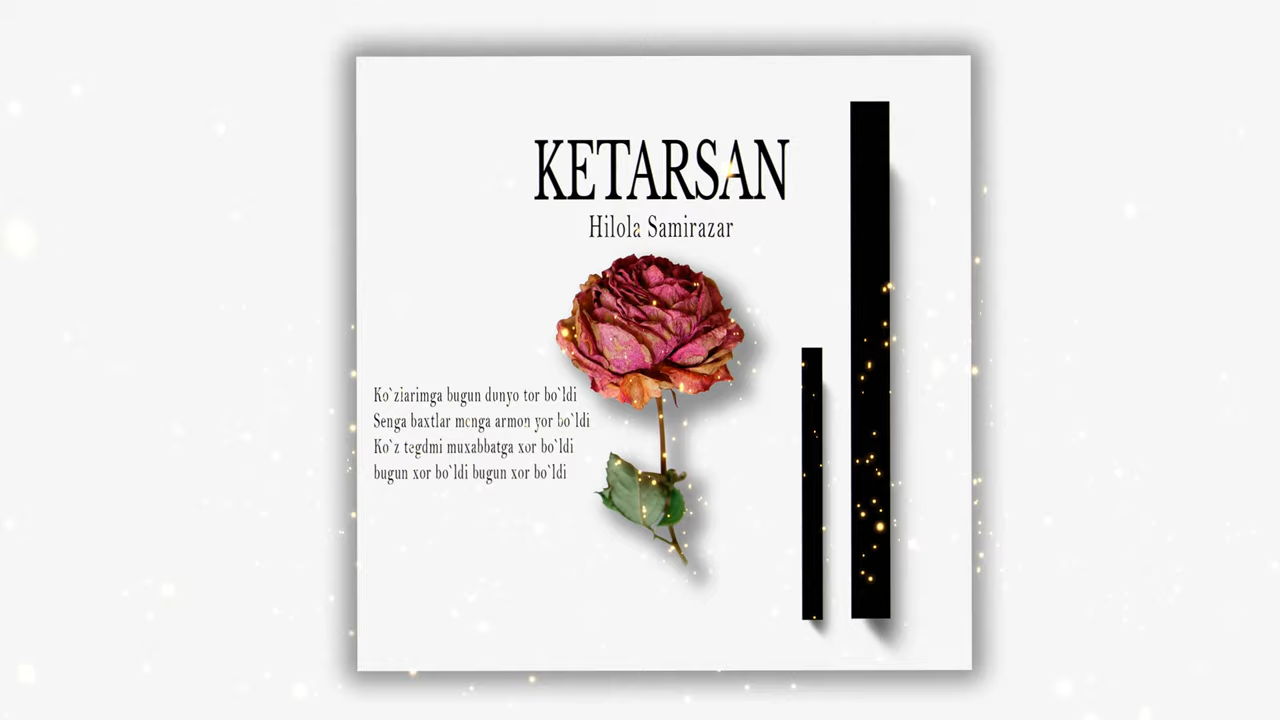 KETARSAN
Hilola Samirazar
Ko`ziarimga bugun dunyo tor bo`ldi
Senga baxtlar menga armon yor bo`ldi
Ko`z tegdmi muxabbatga xor bo`ldi
bugun xor bo`ldi bugun xor bo`ldi